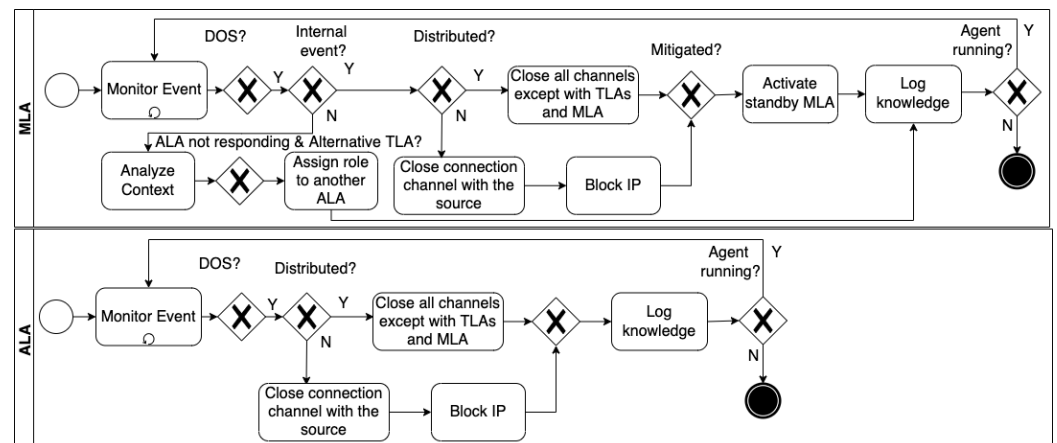 MLA
DOS?
Internal
event?
Distributed?
Mitigated?
Agent
running?
Y
Monitor Event
Y
Y
N
Y
N
Close all channels
except with TLAs
and MLA
Activate
standby MLA
Log
knowledge
N
ALA not responding & Alternative TLA?
Analyze
Context
Assign role
to another
ALA
Close connection
channel with the
source
Block IP
ALA
DOS?
Distributed?
Agent
running?
Y
Monitor Event
Y
Y
N
Close all channels
except with TLAs
and MLA
Log
knowledge
N
Close connection
channel with the
source
Block IP